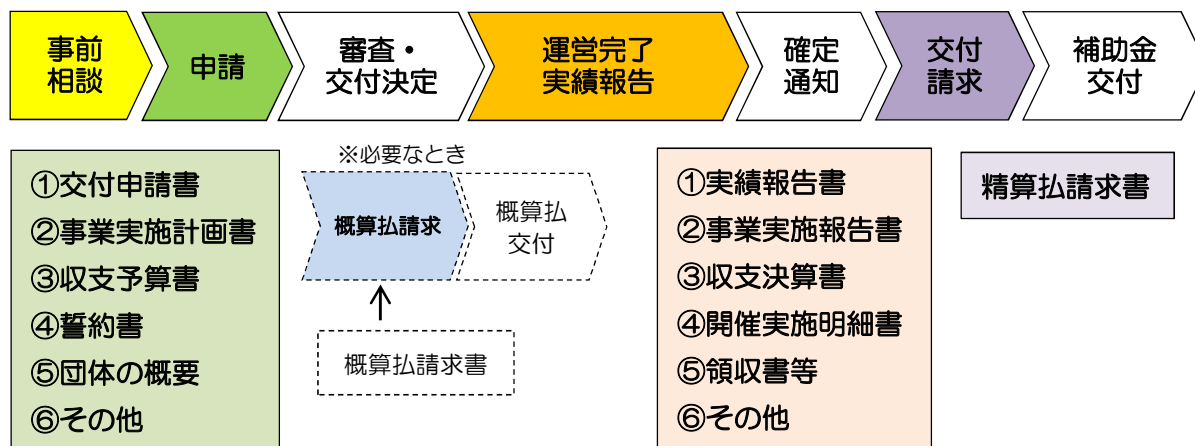 事前
相談
申請
審査・
交付決定
運営完了
実績報告
確定
通知
交付
請求
補助金
交付
①交付申請書
②事業実施計画書
③収支予算書
④誓約書
⑤団体の概要
⑥その他
※必要なとき
概算払請求
概算払
交付
概算払請求書
①実績報告書
②事業実施報告書
③収支決算書
④開催実施明細書
⑤領収書等
⑥その他
精算払請求書